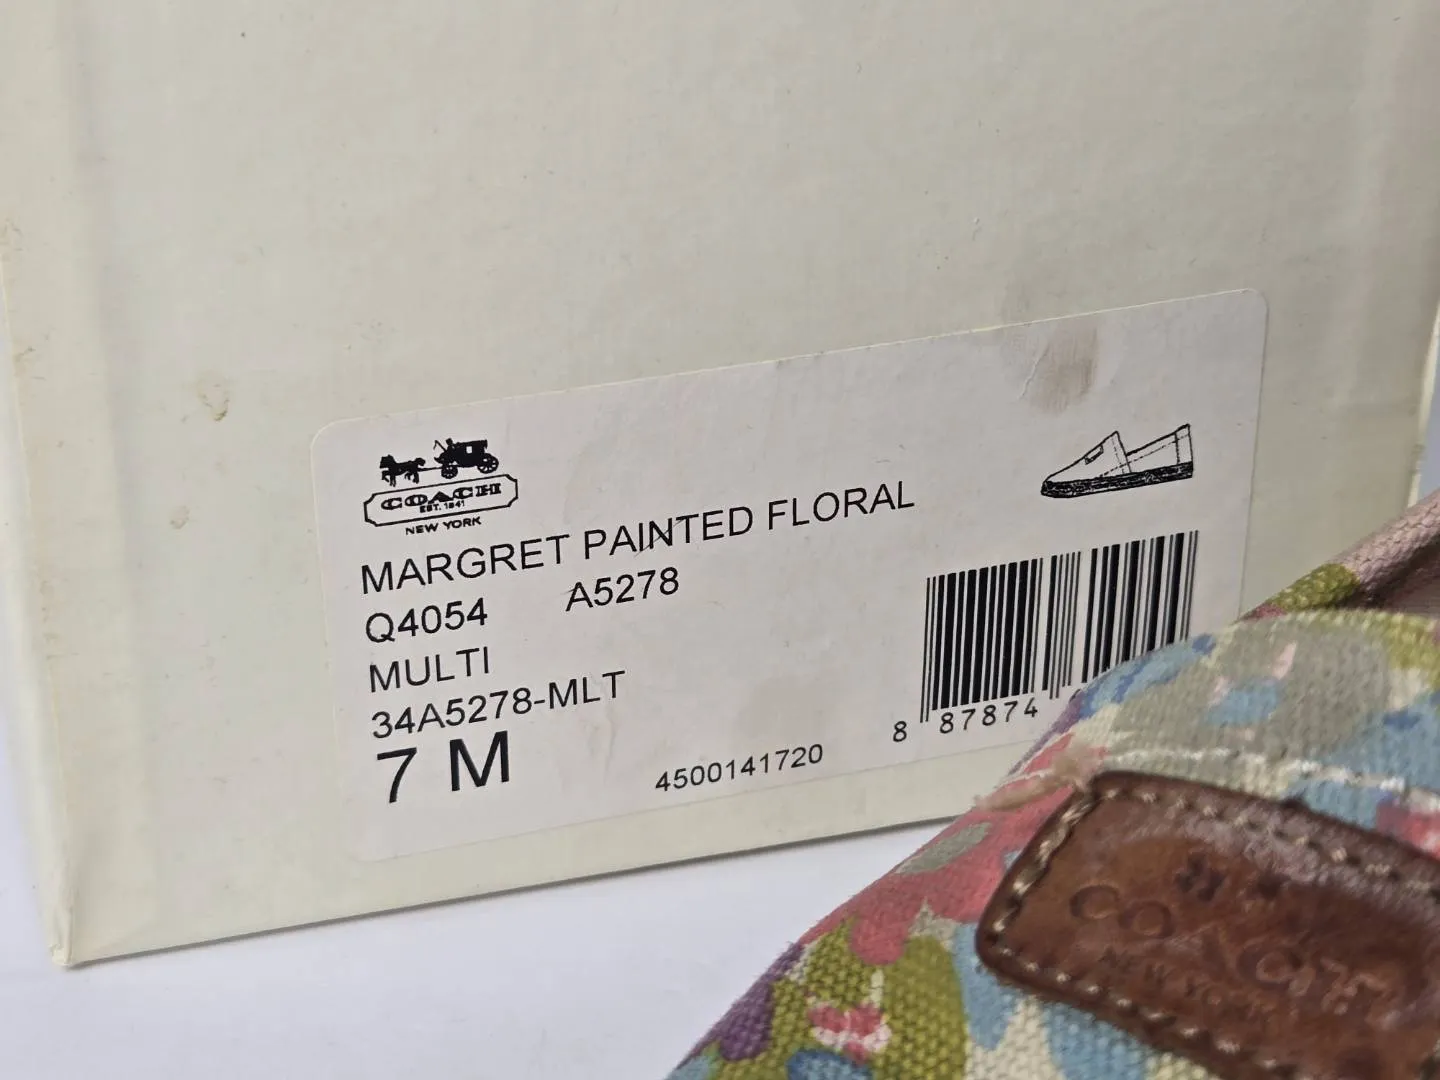 COACH
EST. 1941
NEW YORK
MARGRET PAINTED FLORAL
Q4054 A5278
MULTI
34A5278-MLT
7 M
4500141720
8 87874
COACH
NEW YORK